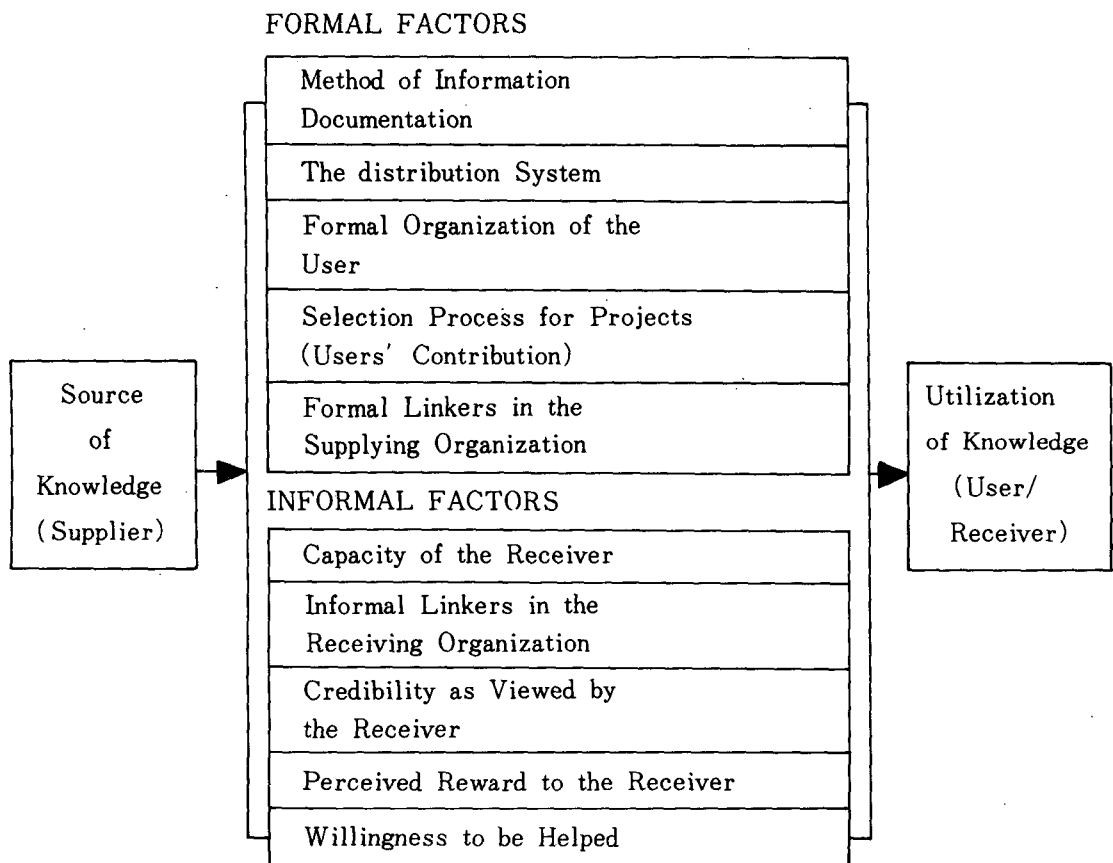 FORMAL FACTORS
Method of Information
Documentation
The distribution System
Formal Organization of the
User
Selection Process for Projects
(Users' Contribution)
Formal Linkers in the
Supplying Organization
Source
of
Knowledge
(Supplier)
Utilization
of Knowledge
(User/
Receiver)
INFORMAL FACTORS
Capacity of the Receiver
Informal Linkers in the
Receiving Organization
Credibility as Viewed by
the Receiver
Perceived Reward to the Receiver
Willingness to be Helped